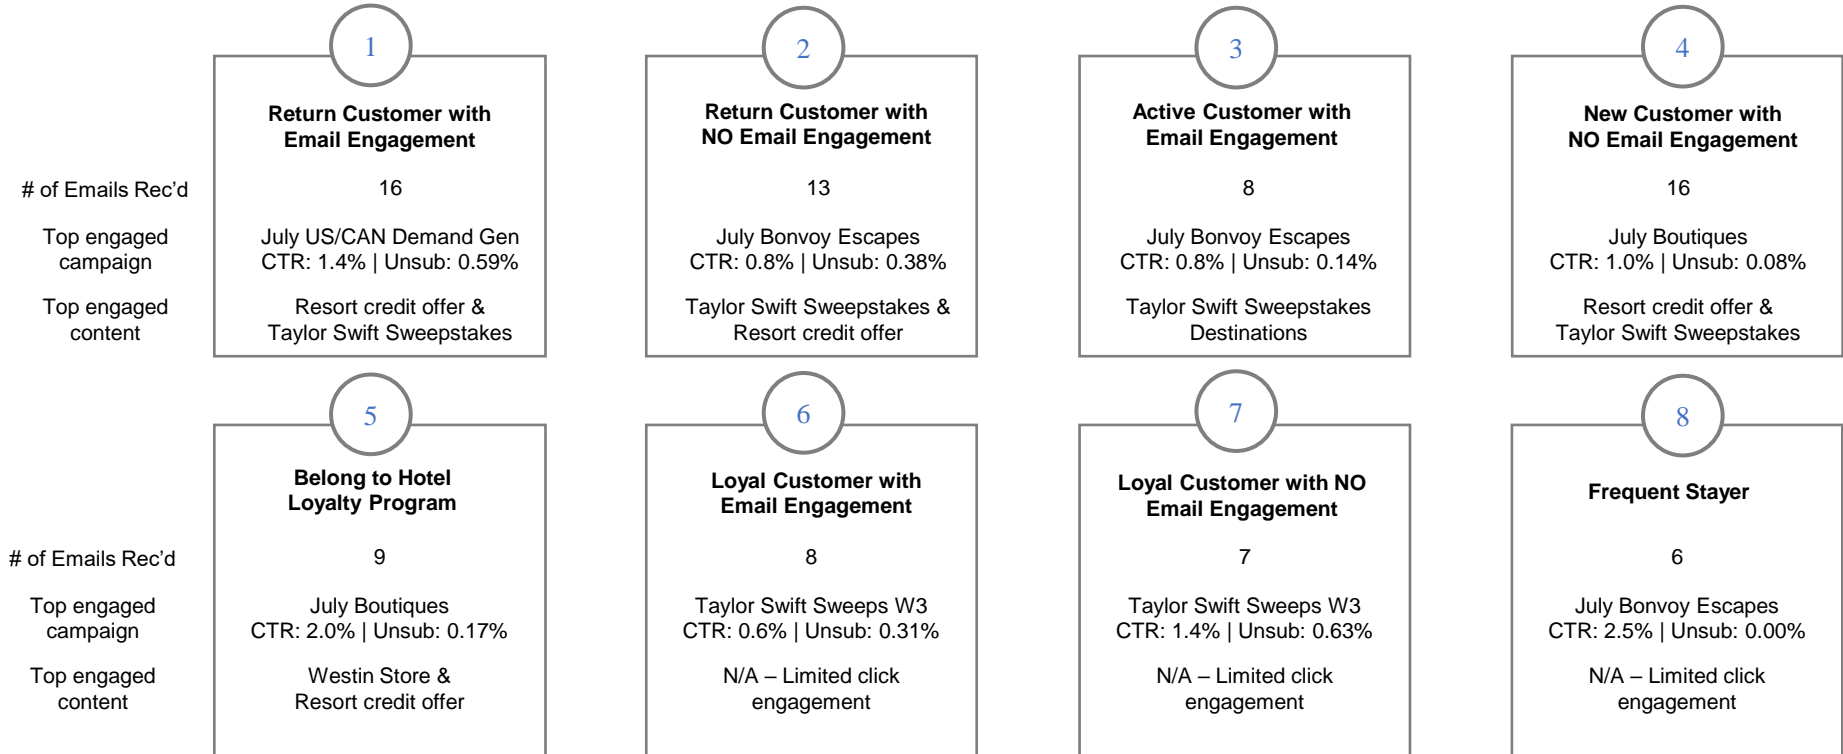 1
2
3
4
Return Customer with
Email Engagement
Return Customer with
NO Email Engagement
Active Customer with
Email Engagement
New Customer with
NO Email Engagement
# of Emails Rec’d
16
13
8
16
Top engaged
campaign
July US/CAN Demand Gen
CTR: 1.4% | Unsub: 0.59%
July Bonvoy Escapes
CTR: 0.8% | Unsub: 0.38%
July Bonvoy Escapes
CTR: 0.8% | Unsub: 0.14%
July Boutiques
CTR: 1.0% | Unsub: 0.08%
Top engaged
content
Resort credit offer &
Taylor Swift Sweepstakes
Taylor Swift Sweepstakes &
Resort credit offer
Taylor Swift Sweepstakes
Destinations
Resort credit offer &
Taylor Swift Sweepstakes
5
6
7
8
Belong to Hotel
Loyalty Program
Loyal Customer with
Email Engagement
Loyal Customer with NO
Email Engagement
Frequent Stayer
# of Emails Rec’d
9
8
7
6
Top engaged
campaign
July Boutiques
CTR: 2.0% | Unsub: 0.17%
Taylor Swift Sweeps W3
CTR: 0.6% | Unsub: 0.31%
Taylor Swift Sweeps W3
CTR: 1.4% | Unsub: 0.63%
July Bonvoy Escapes
CTR: 2.5% | Unsub: 0.00%
Top engaged
content
Westin Store &
Resort credit offer
N/A – Limited click
engagement
N/A – Limited click
engagement
N/A – Limited click
engagement